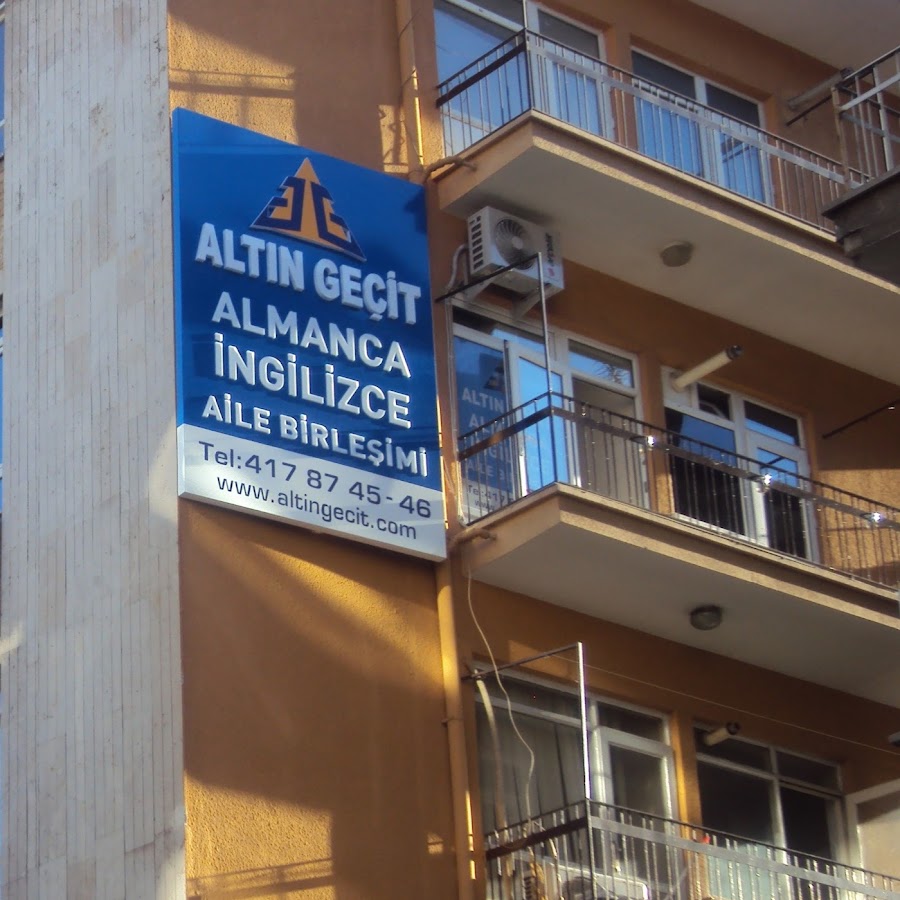 ALTIN GEÇİT
ALMANCA
İNGİLİZCE
AİLE BİRLEŞİMİ
Tel:417 87 45-46
www.altingecit.com